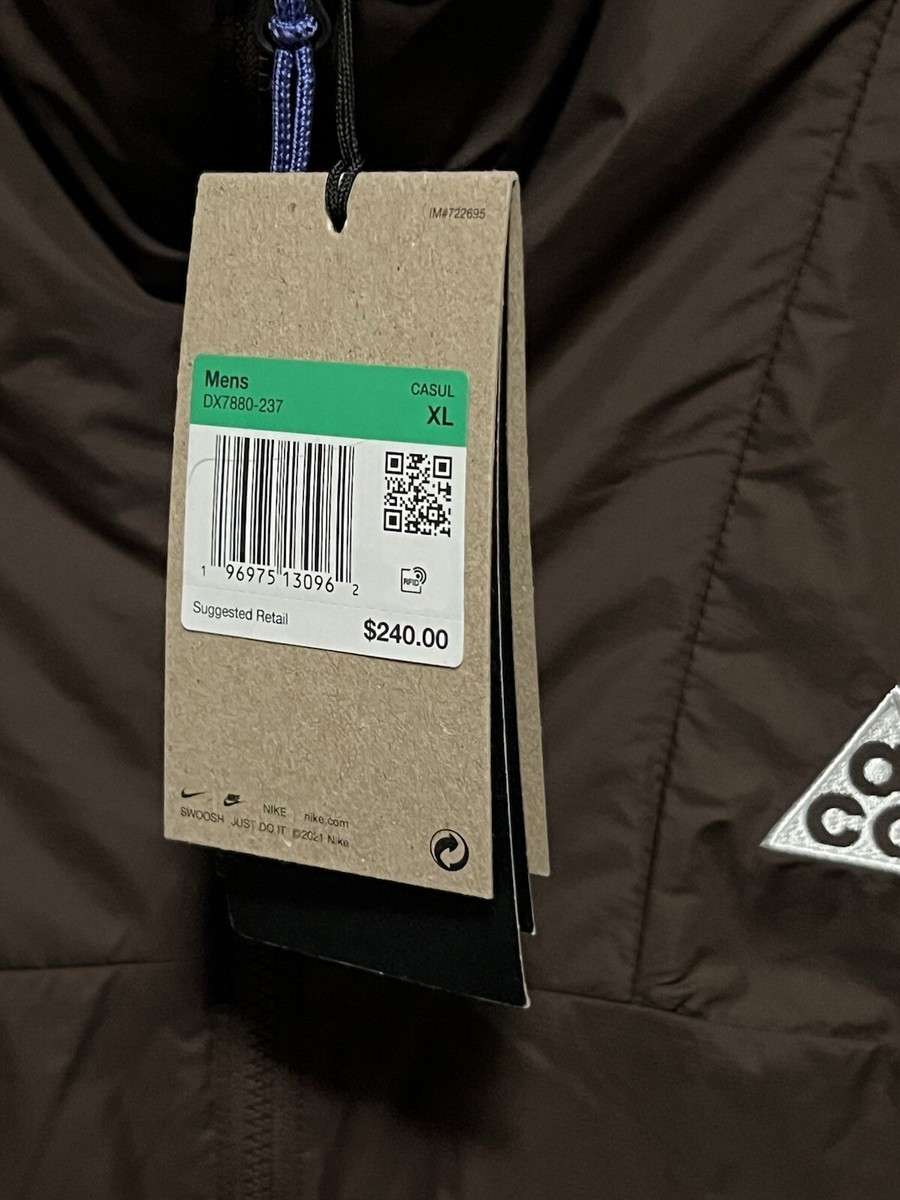 IM#722695
Mens
DX7880-237
CASUL
XL
1 96975 13096 2
RFID
Suggested Retail
$240.00
NIKE nike.com
SWOOSH JUST DO IT ©2021 Nike